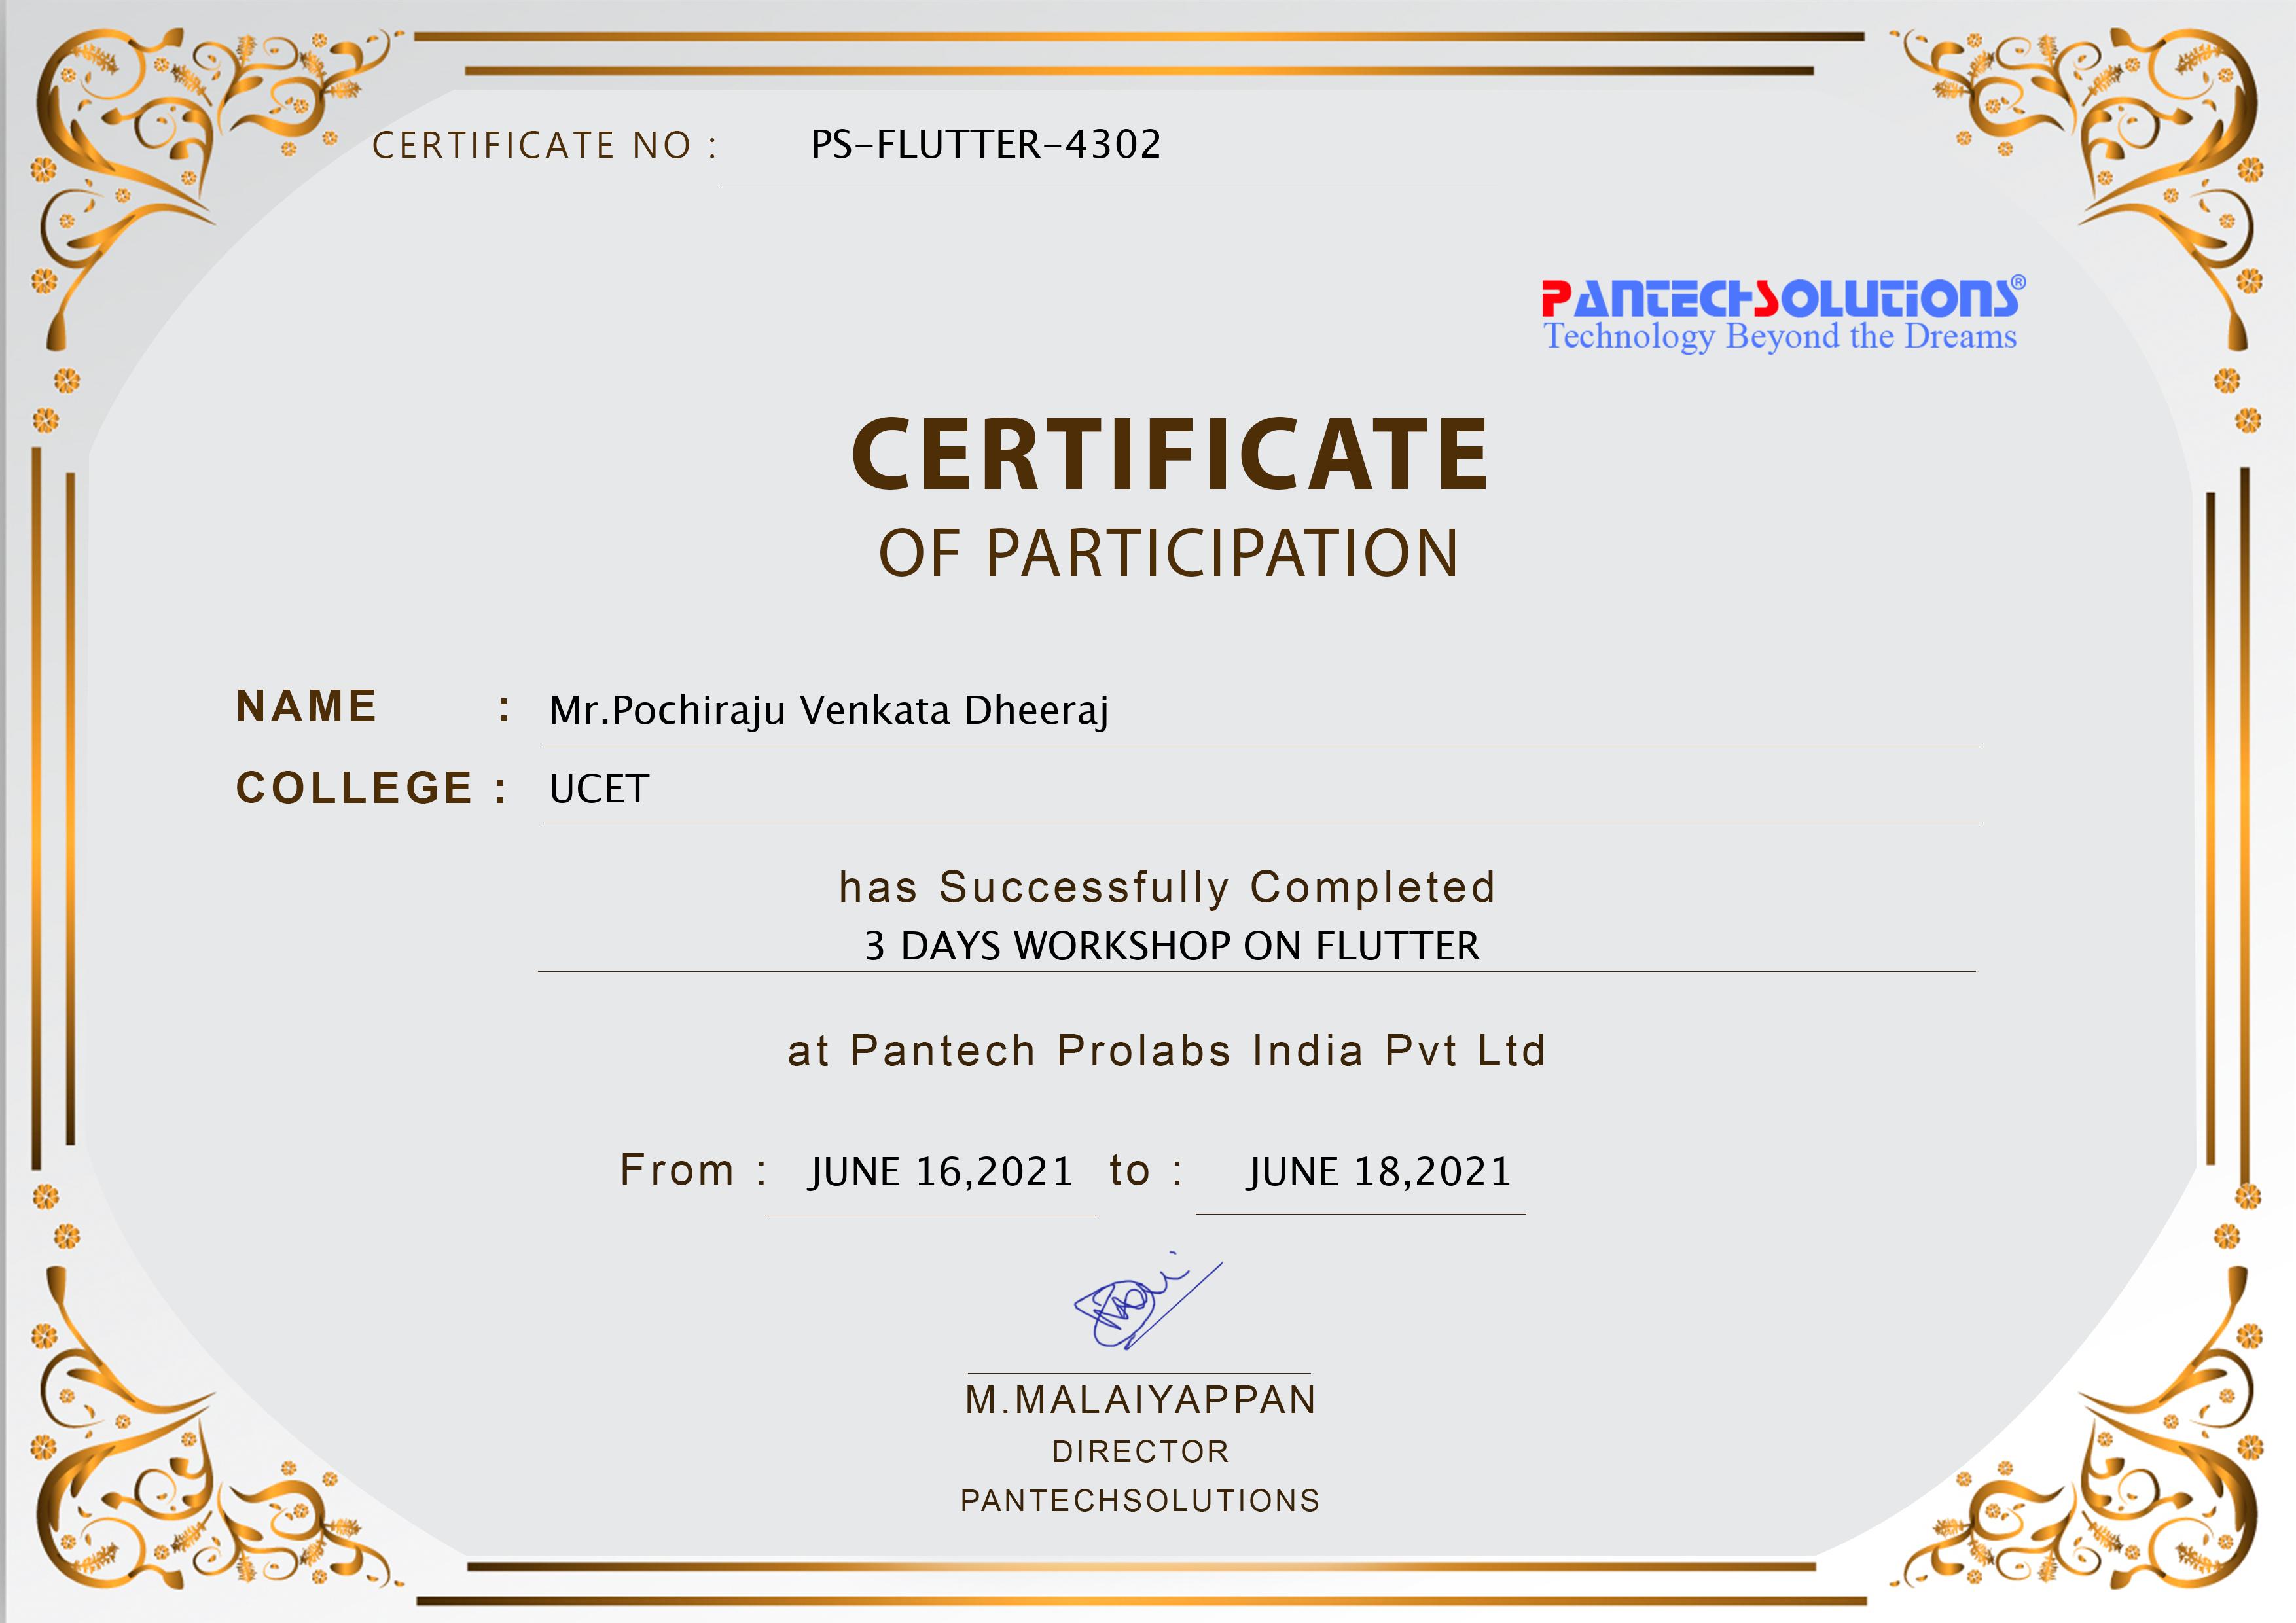 CERTIFICATE NO : PS-FLUTTER-4302
PANTECHSOLUTIONS®
Technology Beyond the Dreams
CERTIFICATE
OF PARTICIPATION
NAME : Mr.Pochiraju Venkata Dheeraj
COLLEGE : UCET
has Successfully Completed
3 DAYS WORKSHOP ON FLUTTER
at Pantech Prolabs India Pvt Ltd
From : JUNE 16,2021 to : JUNE 18,2021
M.MALAIYAPPAN
DIRECTOR
PANTECHSOLUTIONS